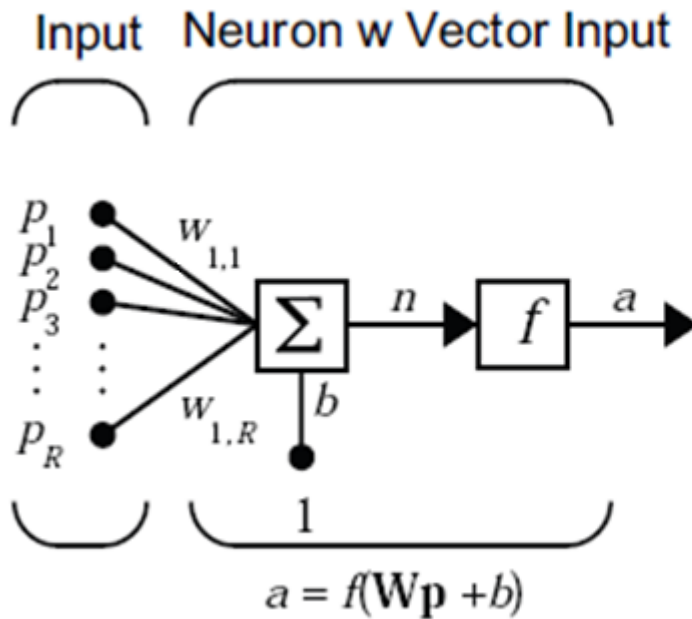 Input Neuron w Vector Input
p1
p2
p3
pR
w1,1
w1,R
Σ
n
f
a
b
1
a = f(Wp +b)